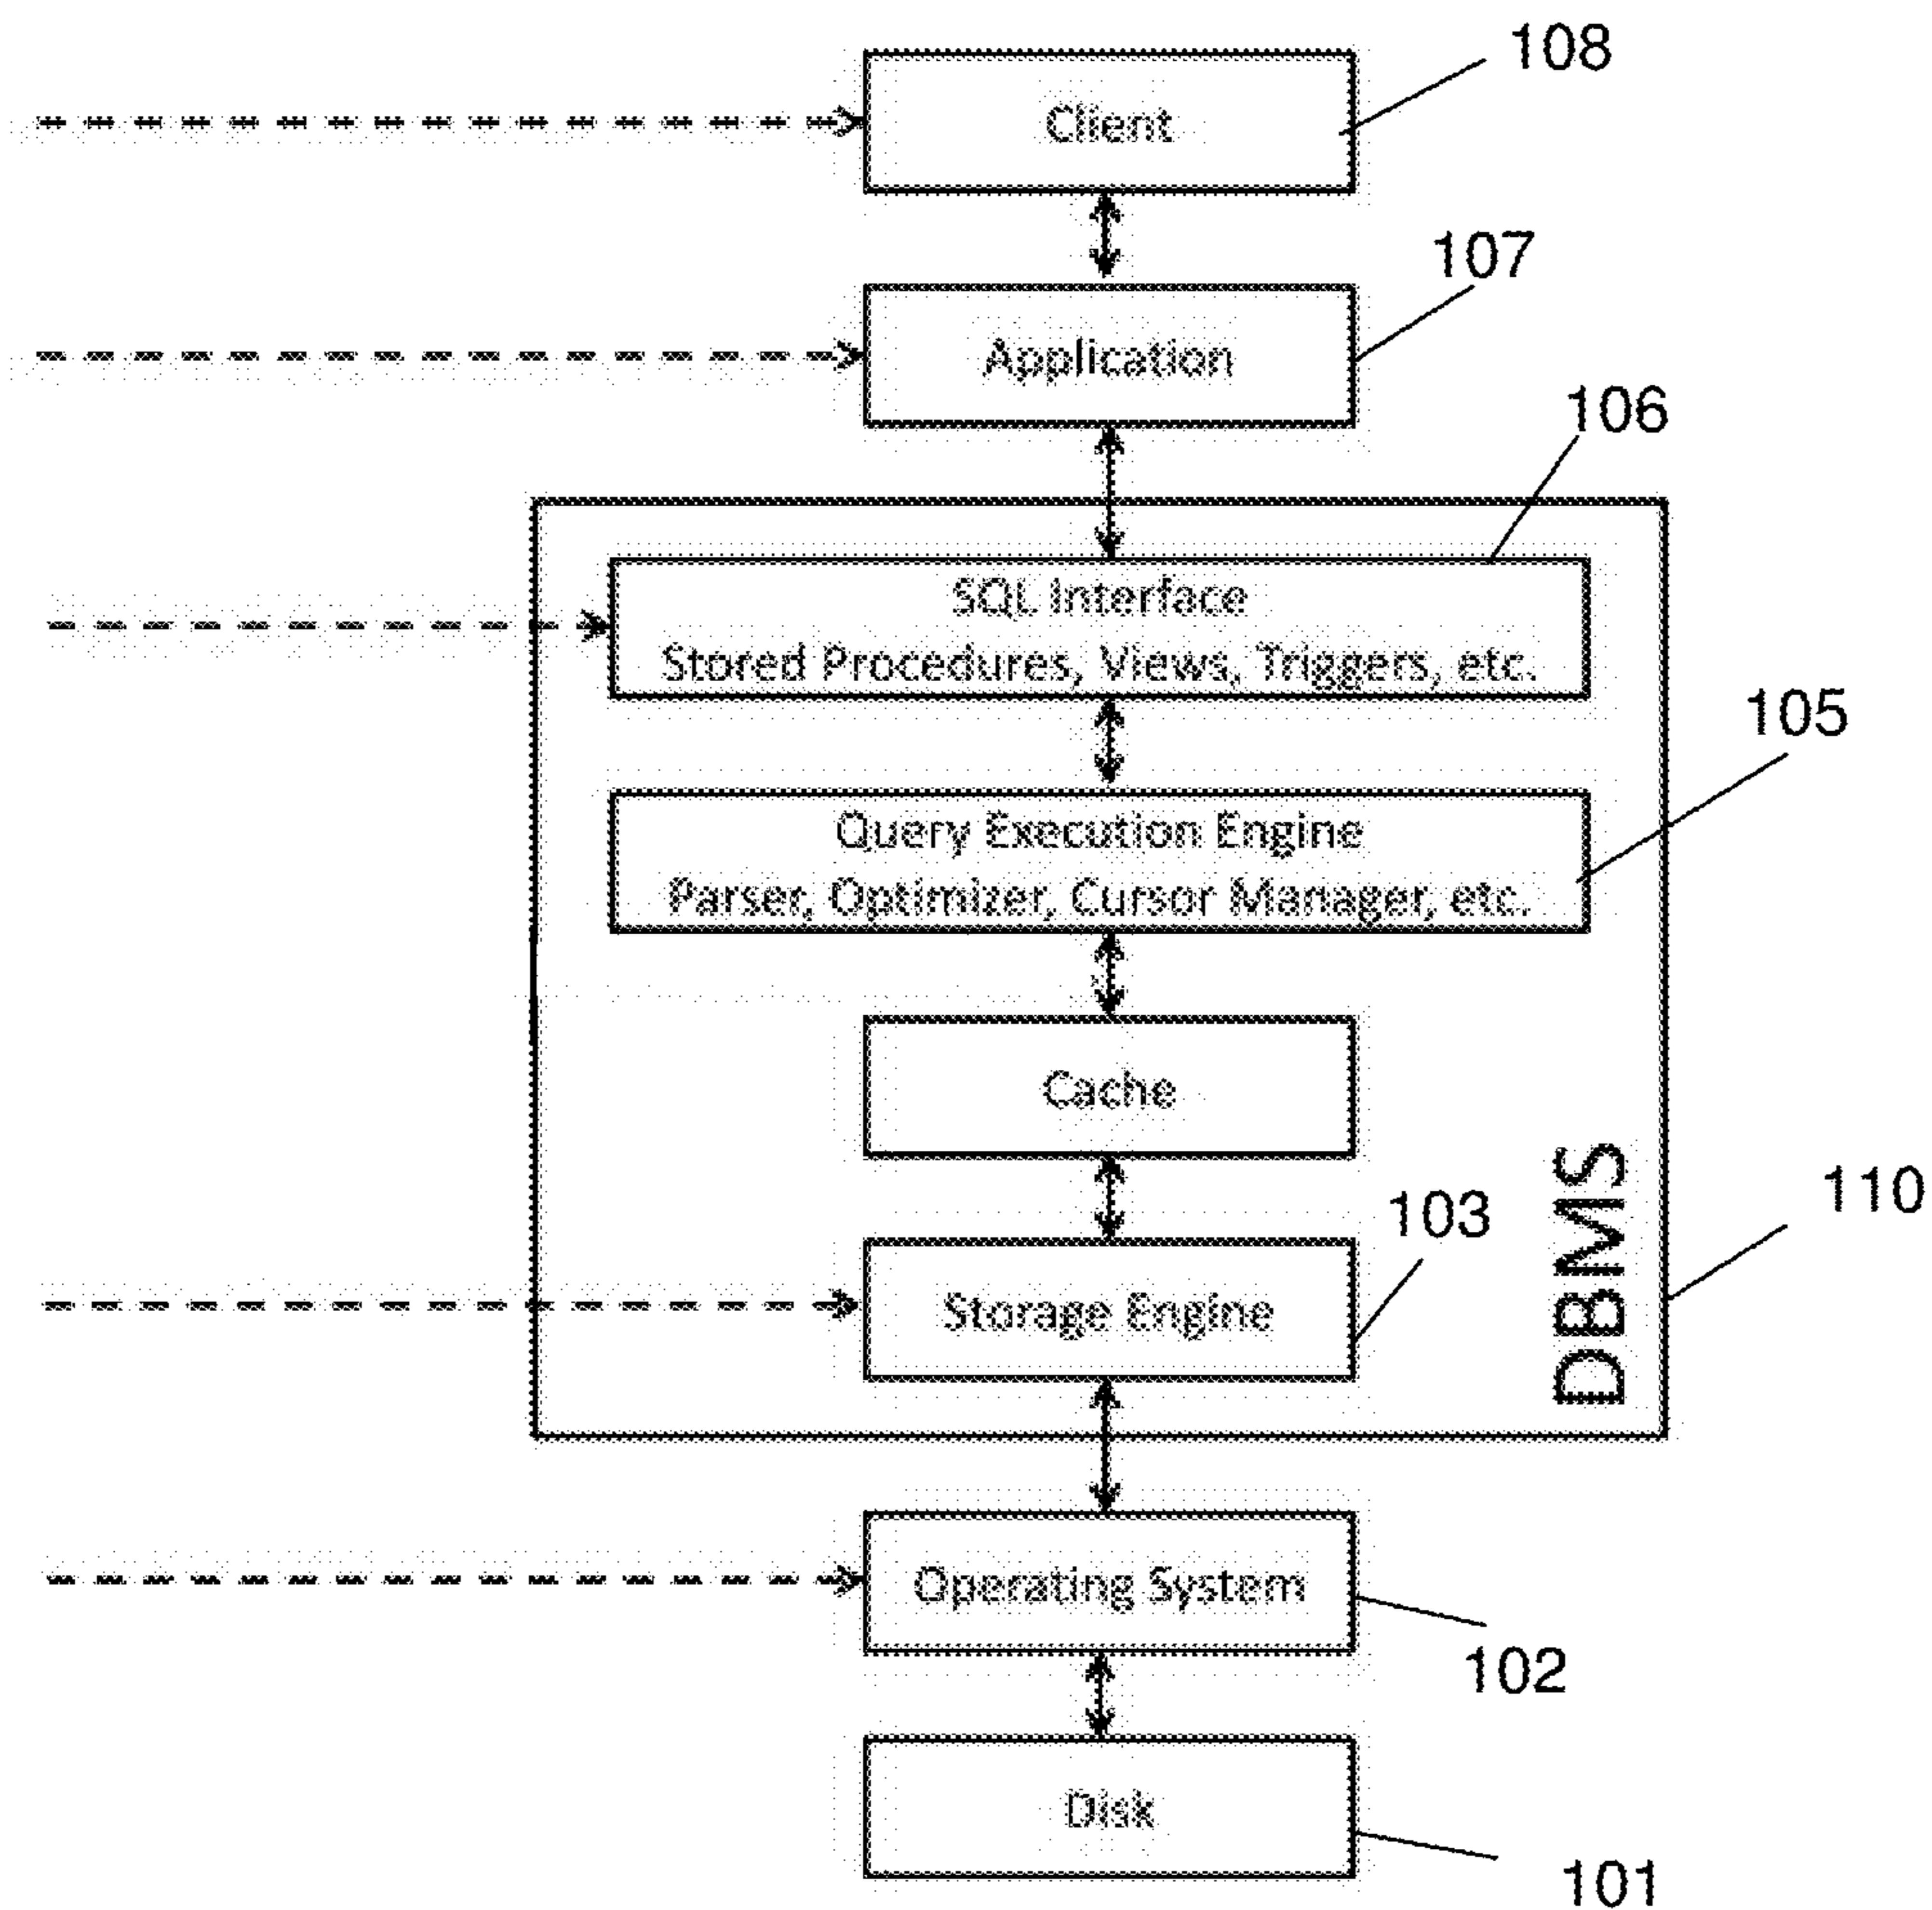 108
Client
107
Application
106
SQL Interface
Stored Procedures, Views, Triggers, etc.
105
Query Execution Engine
Parser, Optimizer, Cursor Manager, etc.
Cache
DBMS
110
103
Storage Engine
Operating System
102
Disk
101